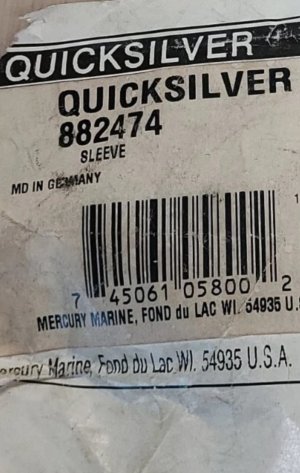 QUICKSILVER
QUICKSILVER
882474
SLEEVE
MD IN GERMANY
7 45061 05800 2
MERCURY MARINE, FOND du LAC WI. 54935 U.S.
Marine, Fond du Lac WI. 54935 U.S.A.